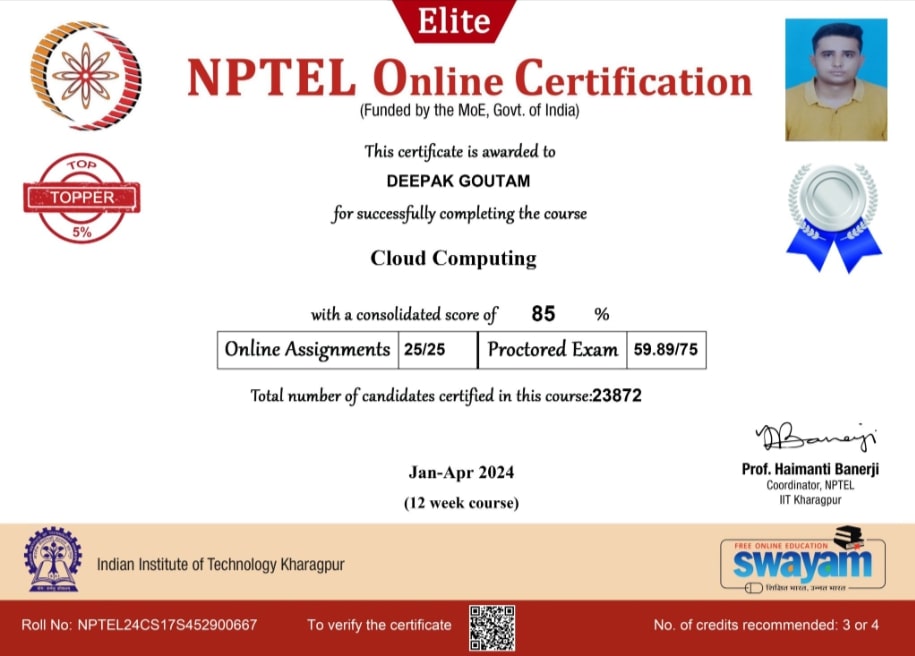 Elite
NPTEL Online Certification
(Funded by the MoE, Govt. of India)
This certificate is awarded to
DEEPAK GOUTAM
for successfully completing the course
Cloud Computing
TOP
TOPPER
5%
with a consolidated score of 85 %
Online Assignments 25/25 Proctored Exam 59.89/75
Total number of candidates certified in this course:23872
Jan-Apr 2024
(12 week course)
Prof. Haimanti Banerji
Coordinator, NPTEL
IIT Kharagpur
Indian Institute of Technology Kharagpur
FREE ONLINE EDUCATION
swayam
शिक्षित भारत, उन्नत भारत
Roll No: NPTEL24CS17S452900667
To verify the certificate
No. of credits recommended: 3 or 4